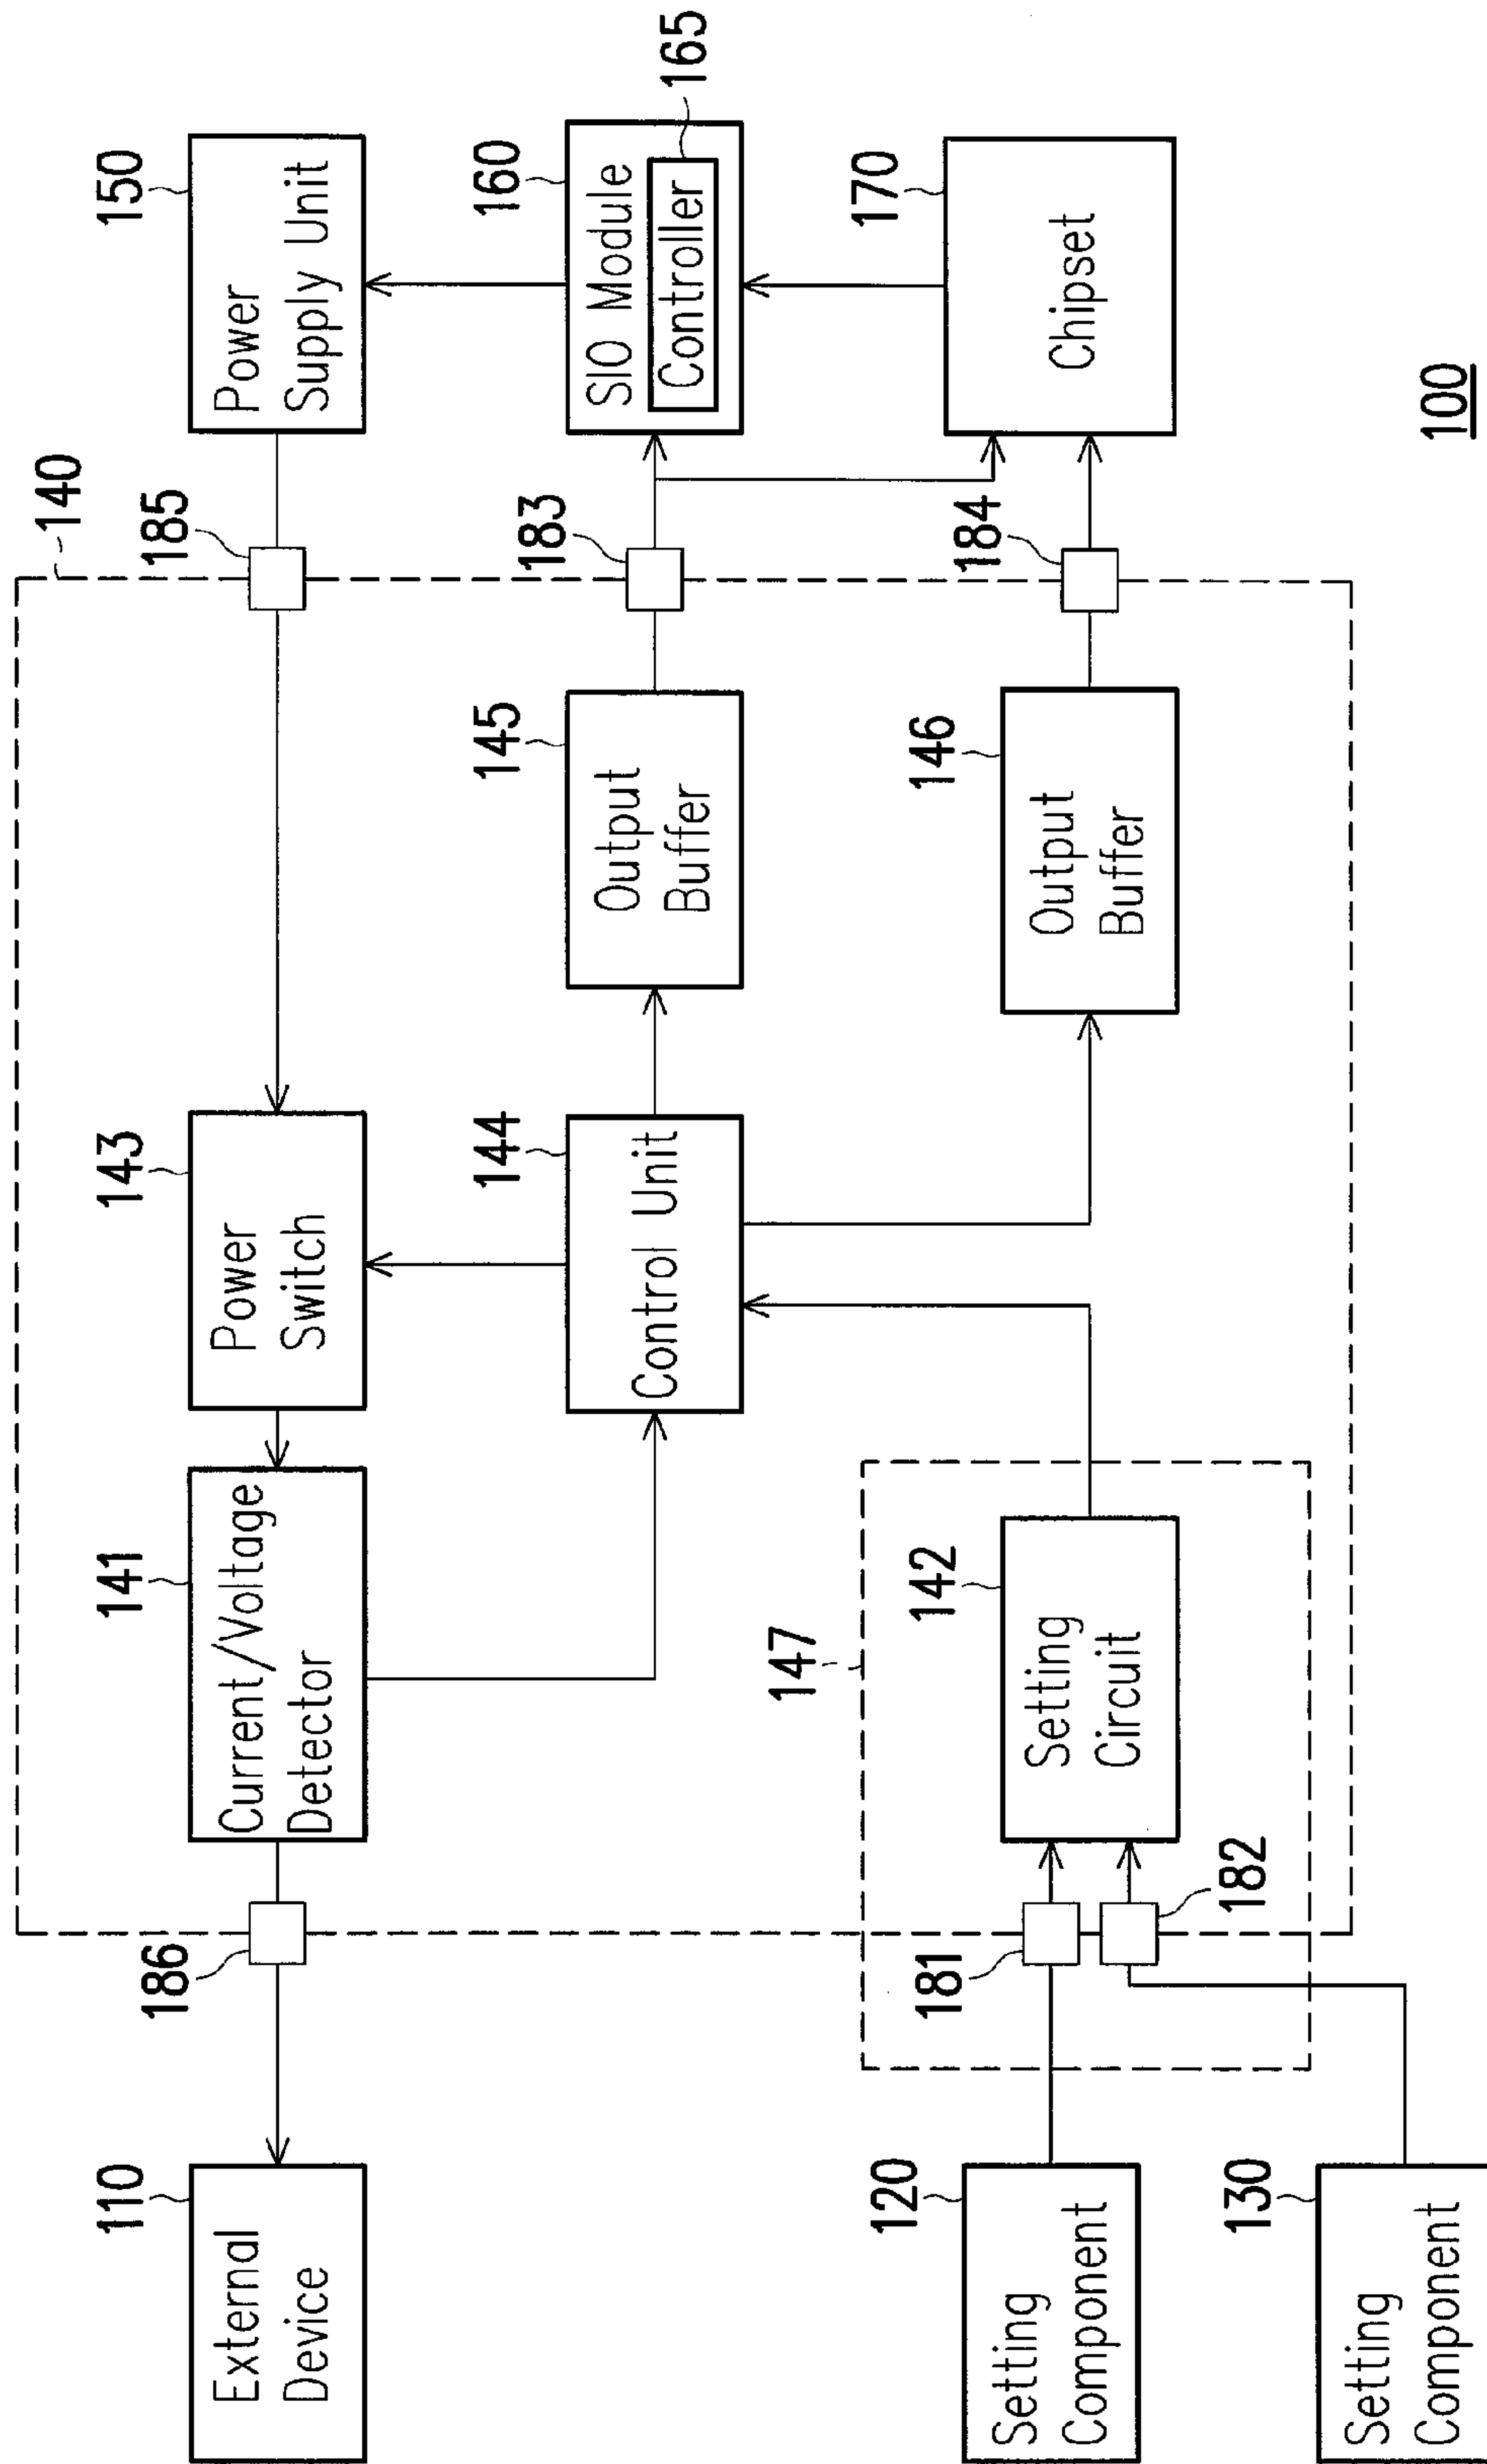 140
110
External
Device
186
141
Current/Voltage
Detector
143
Power
Switch
185
150
Power
Supply Unit
144
Control Unit
145
Output
Buffer
183
160
SIO Module
Controller
165
147
120
Setting
Component
181
182
142
Setting
Circuit
146
Output
Buffer
184
170
Chipset
130
Setting
Component
100